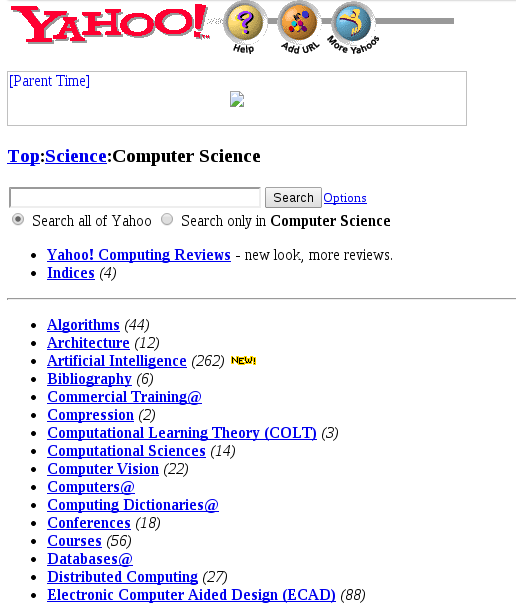 YAHOO!
Help
Add URL
More Yahoos
[Parent Time]
Top:Science:Computer Science
Search Options
Search all of Yahoo Search only in Computer Science
Yahoo! Computing Reviews - new look, more reviews.
Indices (4)
Algorithms (44)
Architecture (12)
Artificial Intelligence (262) NEW!
Bibliography (6)
Commercial Training@
Compression (2)
Computational Learning Theory (COLT) (3)
Computational Sciences (14)
Computer Vision (22)
Computers@
Computing Dictionaries@
Conferences (18)
Courses (56)
Databases@
Distributed Computing (27)
Electronic Computer Aided Design (ECAD) (88)